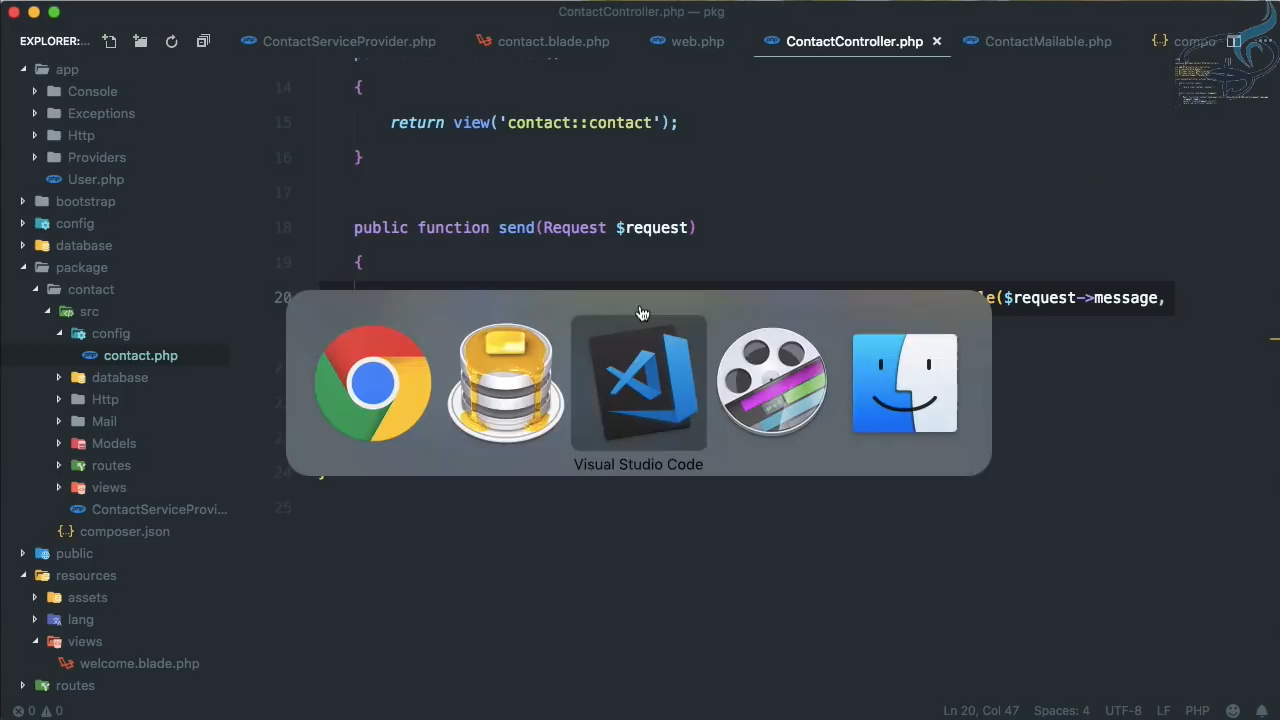 ContactController.php — pkg
EXPLORER:...
ContactServiceProvider.php
contact.blade.php
web.php
ContactController.php
ContactMailable.php
compo
app
Console
Exceptions
Http
Providers
User.php
bootstrap
config
database
package
contact
src
config
contact.php
database
Http
Mail
Models
routes
views
ContactServiceProvi...
composer.json
public
resources
assets
lang
views
welcome.blade.php
routes
14 {
15 return view('contact::contact');
16 }
17
18 public function send(Request $request)
19 {
20 le($request->message,
24
25
Visual Studio Code
0 0
Ln 20, Col 47 Spaces: 4 UTF-8 LF PHP